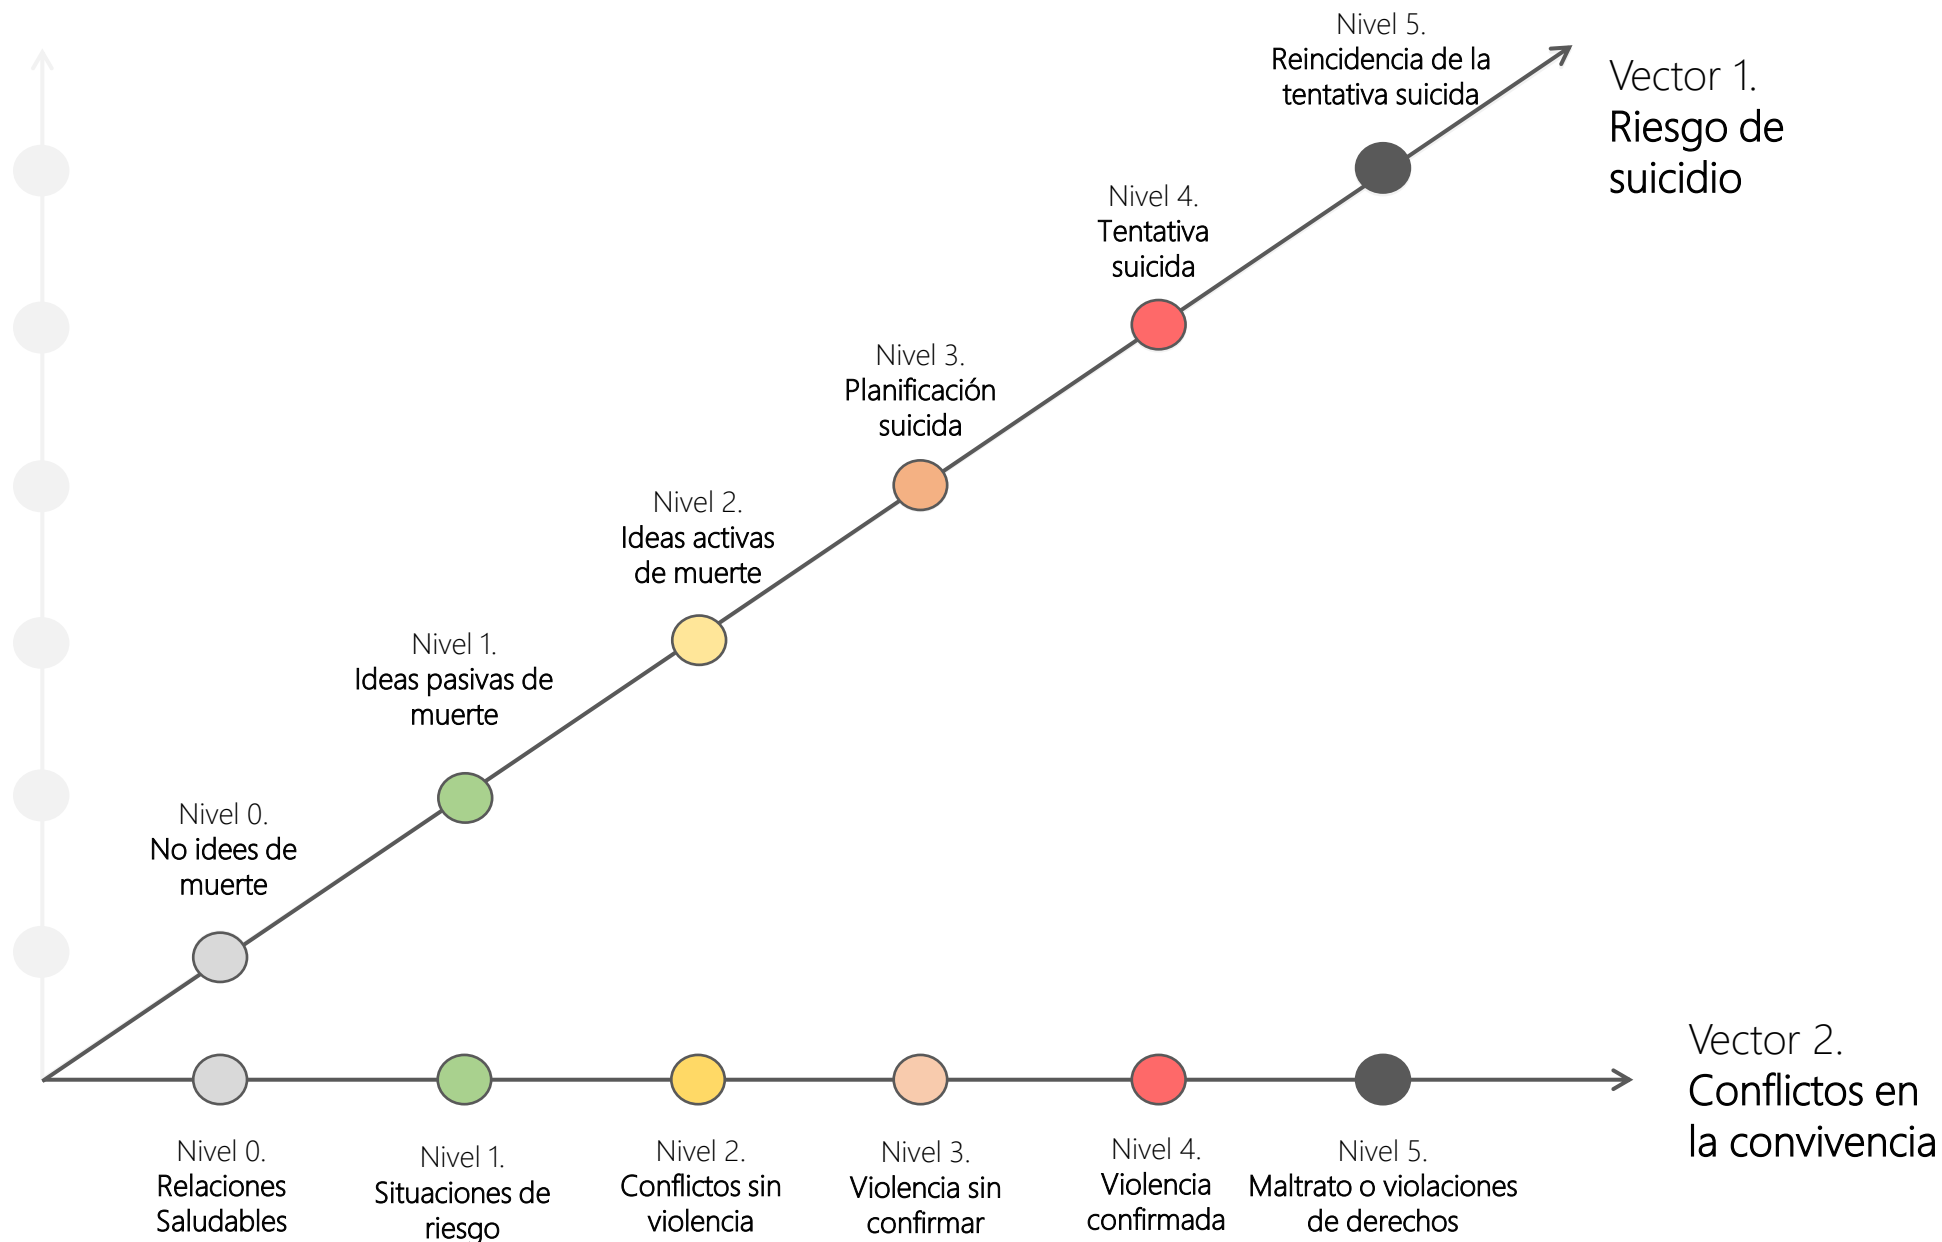 Nivel 5.
Reincidencia de la
tentativa suicida
Vector 1.
Riesgo de
suicidio
Nivel 4.
Tentativa
suicida
Nivel 3.
Planificación
suicida
Nivel 2.
Ideas activas
de muerte
Nivel 1.
Ideas pasivas de
muerte
Nivel 0.
No idees de
muerte
Vector 2.
Conflictos en
la convivencia
Nivel 0.
Relaciones
Saludables
Nivel 1.
Situaciones de
riesgo
Nivel 2.
Conflictos sin
violencia
Nivel 3.
Violencia sin
confirmar
Nivel 4.
Violencia
confirmada
Nivel 5.
Maltrato o violaciones
de derechos